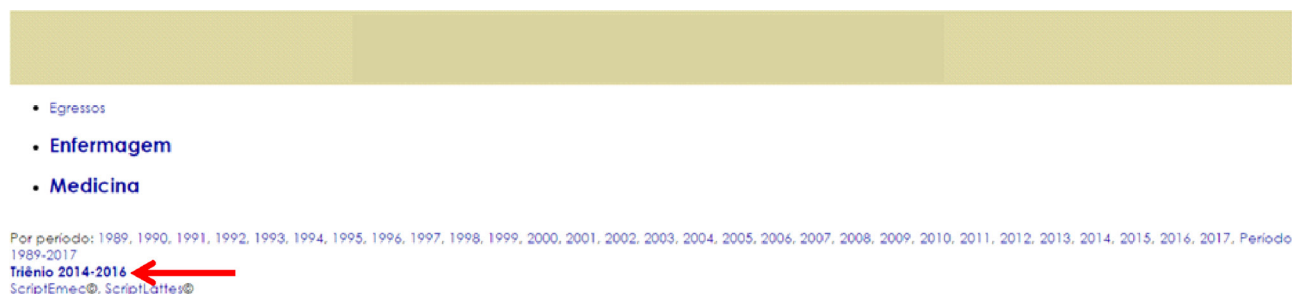 Egressos
Enfermagem
Medicina
Por período: 1989, 1990, 1991, 1992, 1993, 1994, 1995, 1996, 1997, 1998, 1999, 2000, 2001, 2002, 2003, 2004, 2005, 2006, 2007, 2008, 2009, 2010, 2011, 2012, 2013, 2014, 2015, 2016, 2017, Período
1989-2017
Triênio 2014-2016
ScriptEmec©, ScriptLattes©